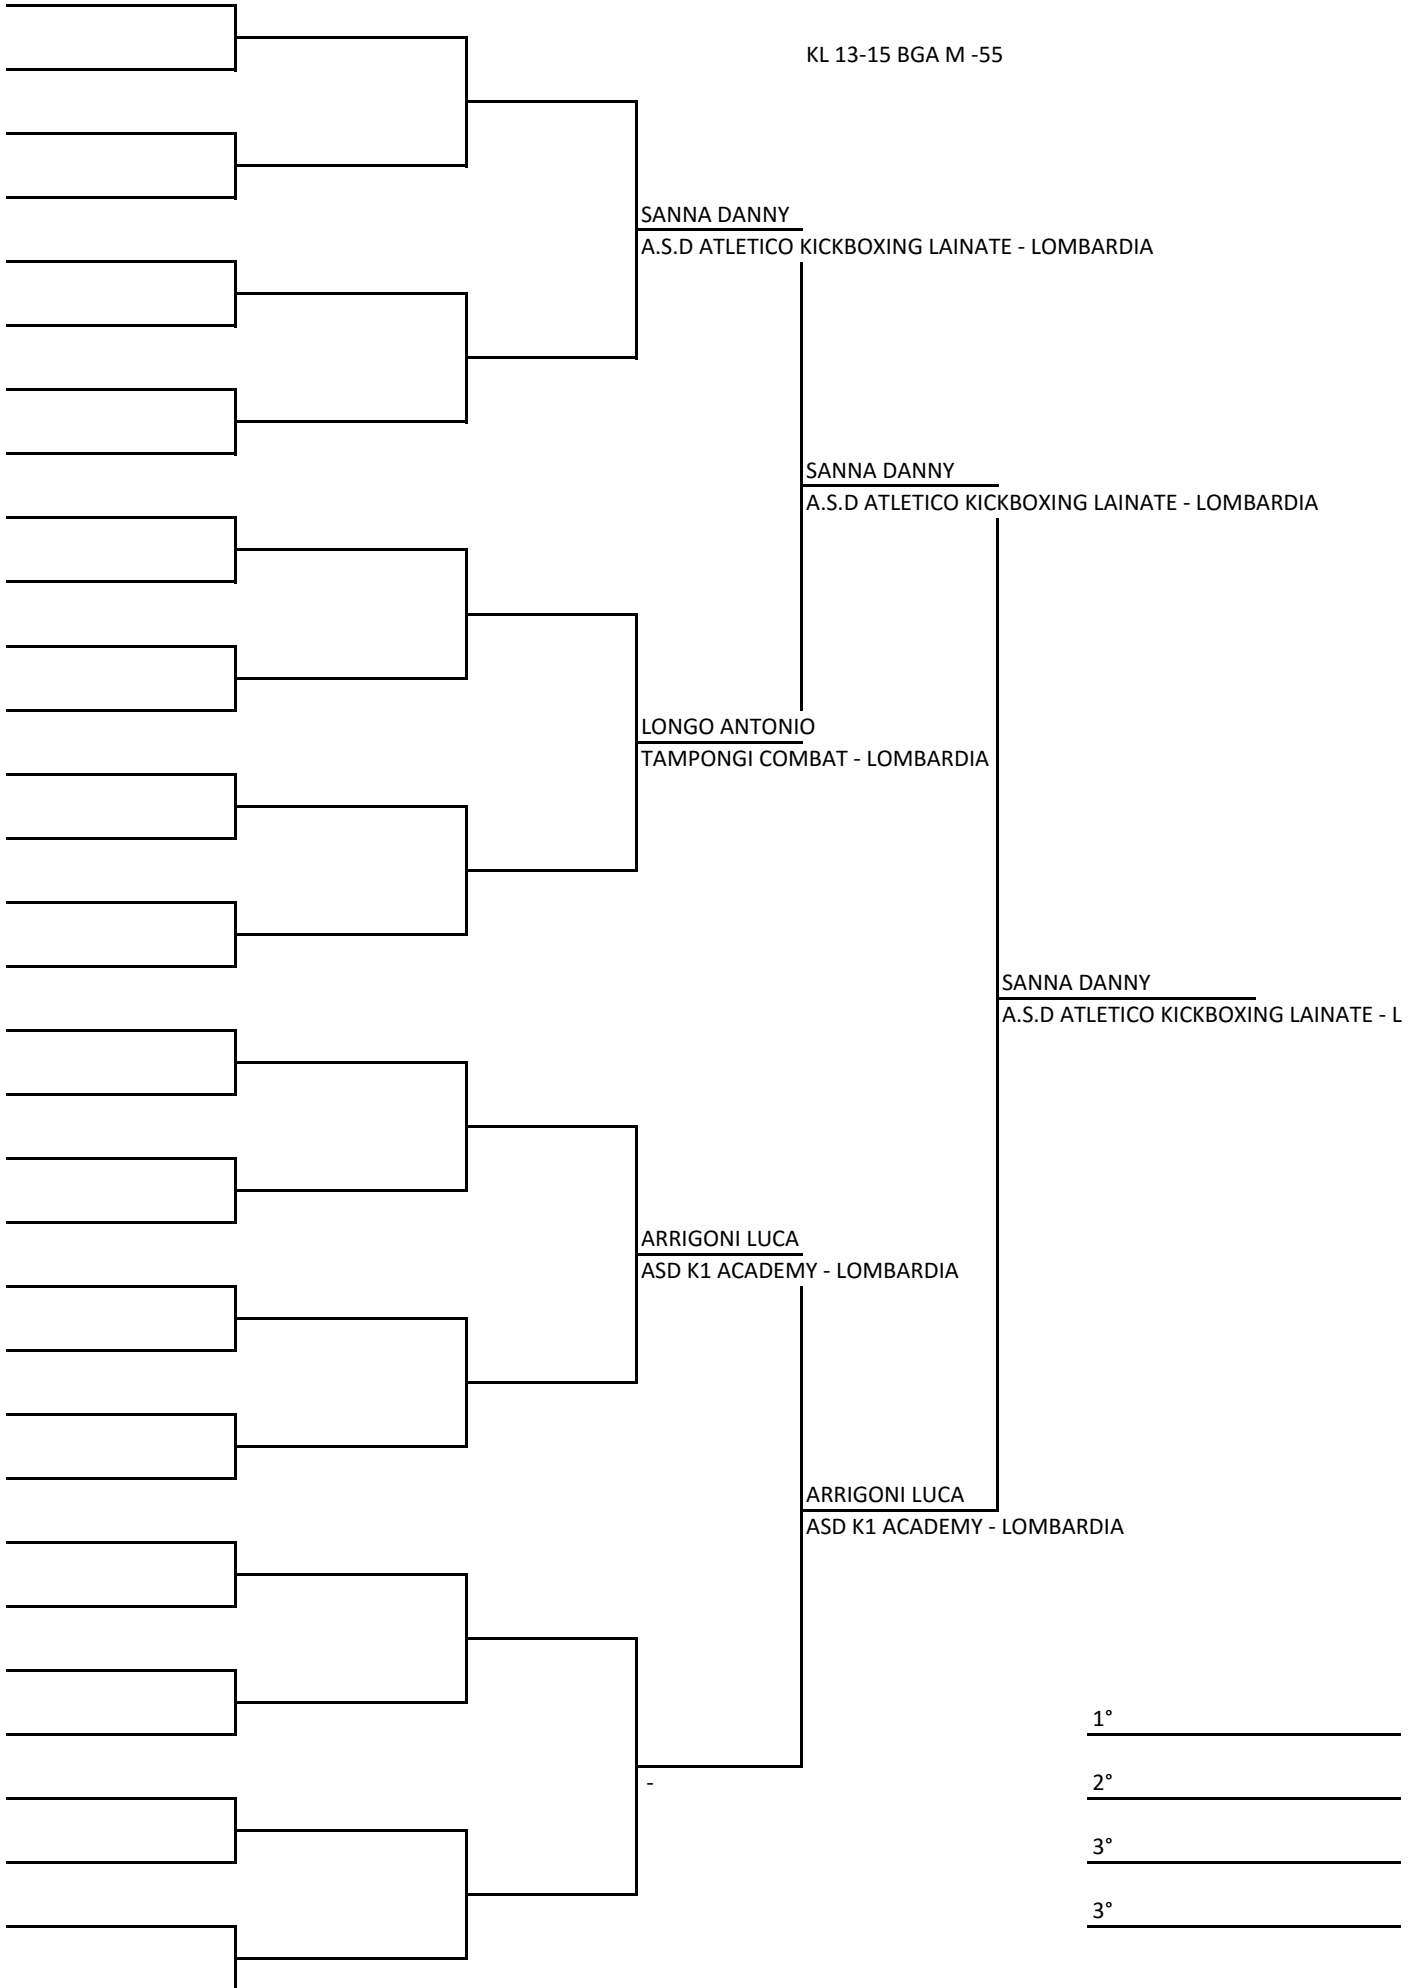 KL 13-15 BGA M -55
SANNA DANNY
A.S.D ATLETICO KICKBOXING LAINATE - LOMBARDIA
SANNA DANNY
A.S.D ATLETICO KICKBOXING LAINATE - LOMBARDIA
LONGO ANTONIO
TAMPONGI COMBAT - LOMBARDIA
SANNA DANNY
A.S.D ATLETICO KICKBOXING LAINATE - L
ARRIGONI LUCA
ASD K1 ACADEMY - LOMBARDIA
ARRIGONI LUCA
ASD K1 ACADEMY - LOMBARDIA
1°
-
2°
3°
3°